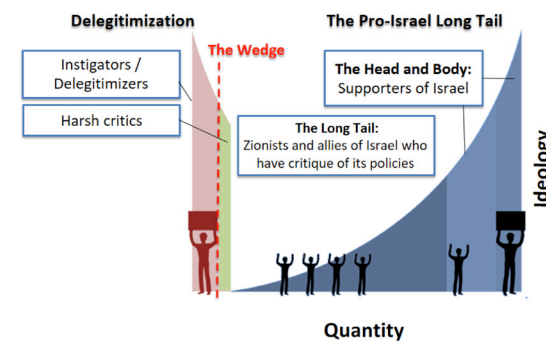 Delegitimization
The Pro-Israel Long Tail
The Wedge
Instigators /
Delegitimizers
Harsh critics
The Head and Body:
Supporters of Israel
The Long Tail:
Zionists and allies of Israel who
have critique of its policies
Ideology
Quantity